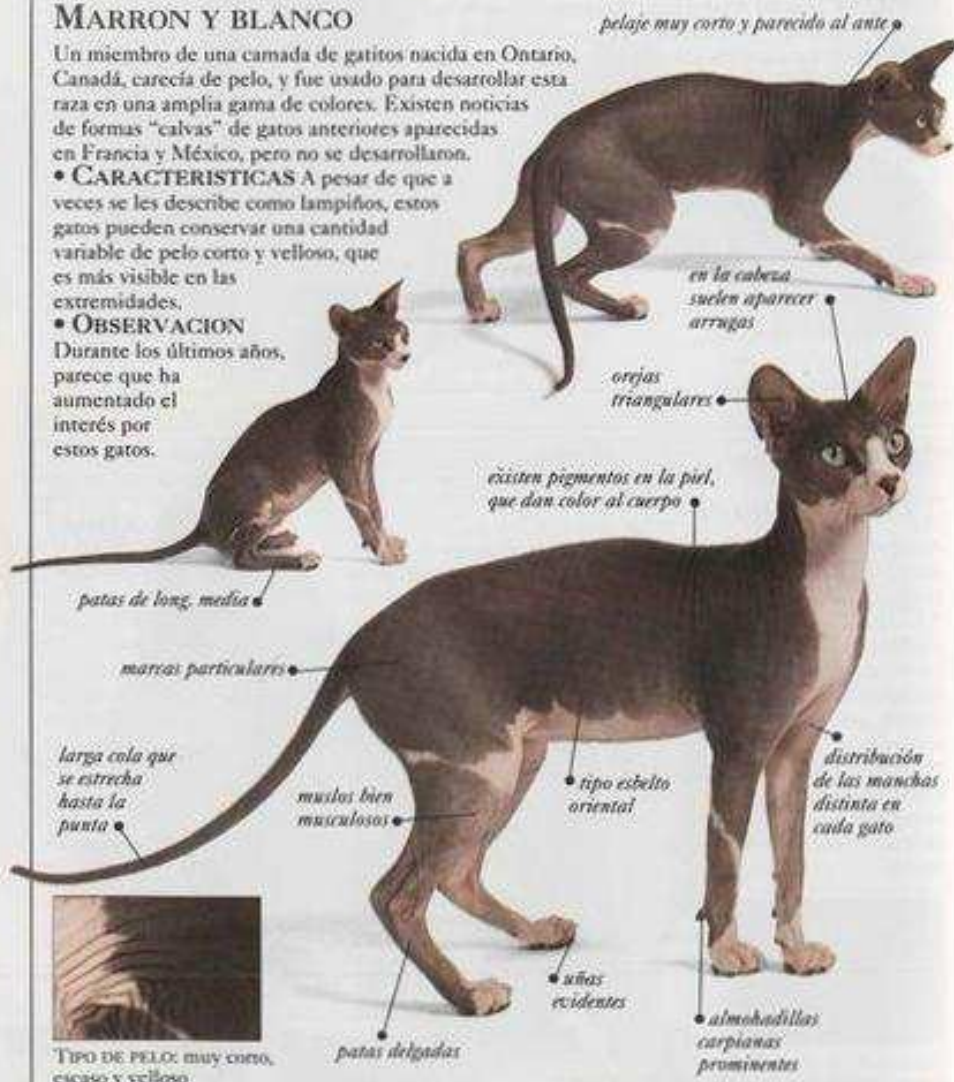 MARRON Y BLANCO
Un miembro de una camada de gatitos nacida en Ontario,
Canadá, carecía de pelo, y fue usado para desarrollar esta
raza en una amplia gama de colores. Existen noticias
de formas "calvas" de gatos anteriores aparecidas
en Francia y México, pero no se desarrollaron.
• CARACTERISTICAS A pesar de que a
veces se les describe como lampiños, estos
gatos pueden conservar una cantidad
variable de pelo corto y velloso, que
es más visible en las
extremidades.
• OBSERVACION
Durante los últimos años,
parece que ha
aumentado el
interés por
estos gatos.
pelaje muy corto y parecido al ante
en la cabeza
suelen aparecer
arrugas
orejas
triangulares
existen pigmentos en la piel,
que dan color al cuerpo
patas de long. media
marcas particulares
larga cola que
se estrecha
hasta la
punta
muslos bien
musculosos
tipo esbelto
oriental
distribución
de las manchas
distinta en
cada gato
uñas
evidentes
patas delgadas
almohadillas
carpianas
prominentes
TIPO DE PELO: muy corto,
escaso y velloso